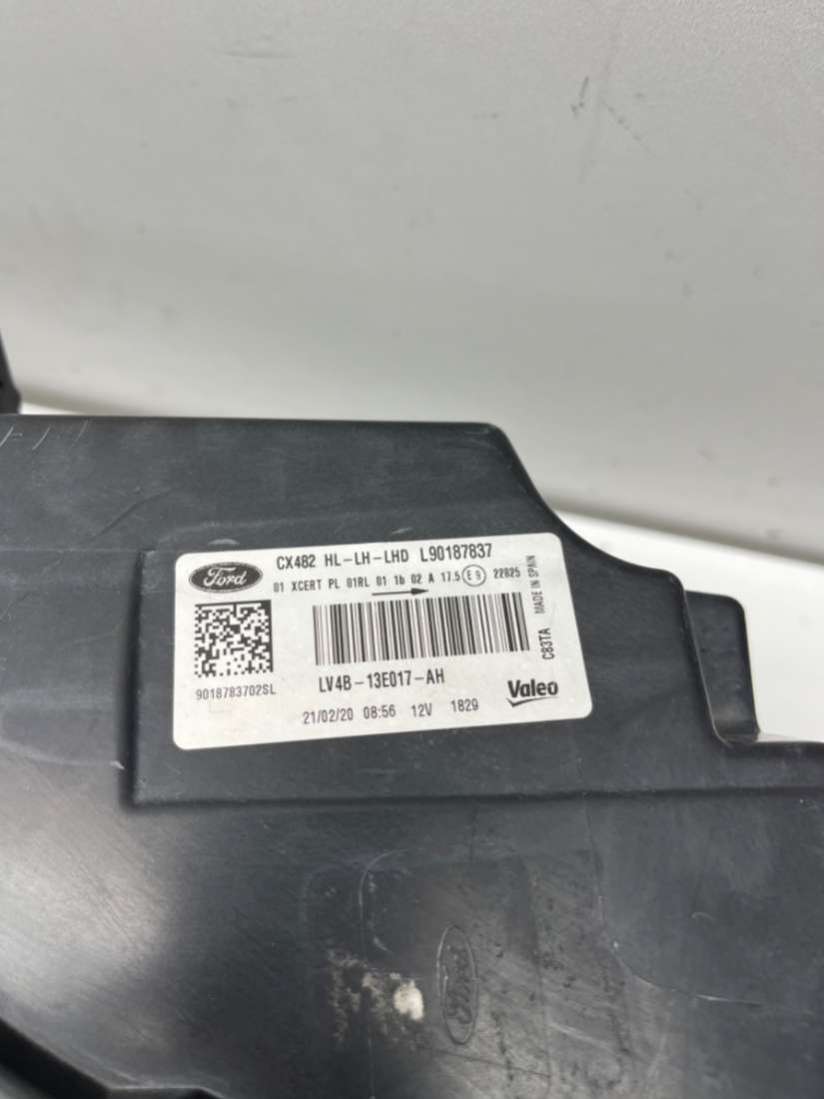 Ford
CX482 HL-LH-LHD L90187837
01 XCERT PL 01RL 01 1b 02 A 17.5 E9 22825
9018783702SL
LV4B-13E017-AH
21/02/20 08:56 12V 1829
Valeo
C83TA MADE IN SPAIN